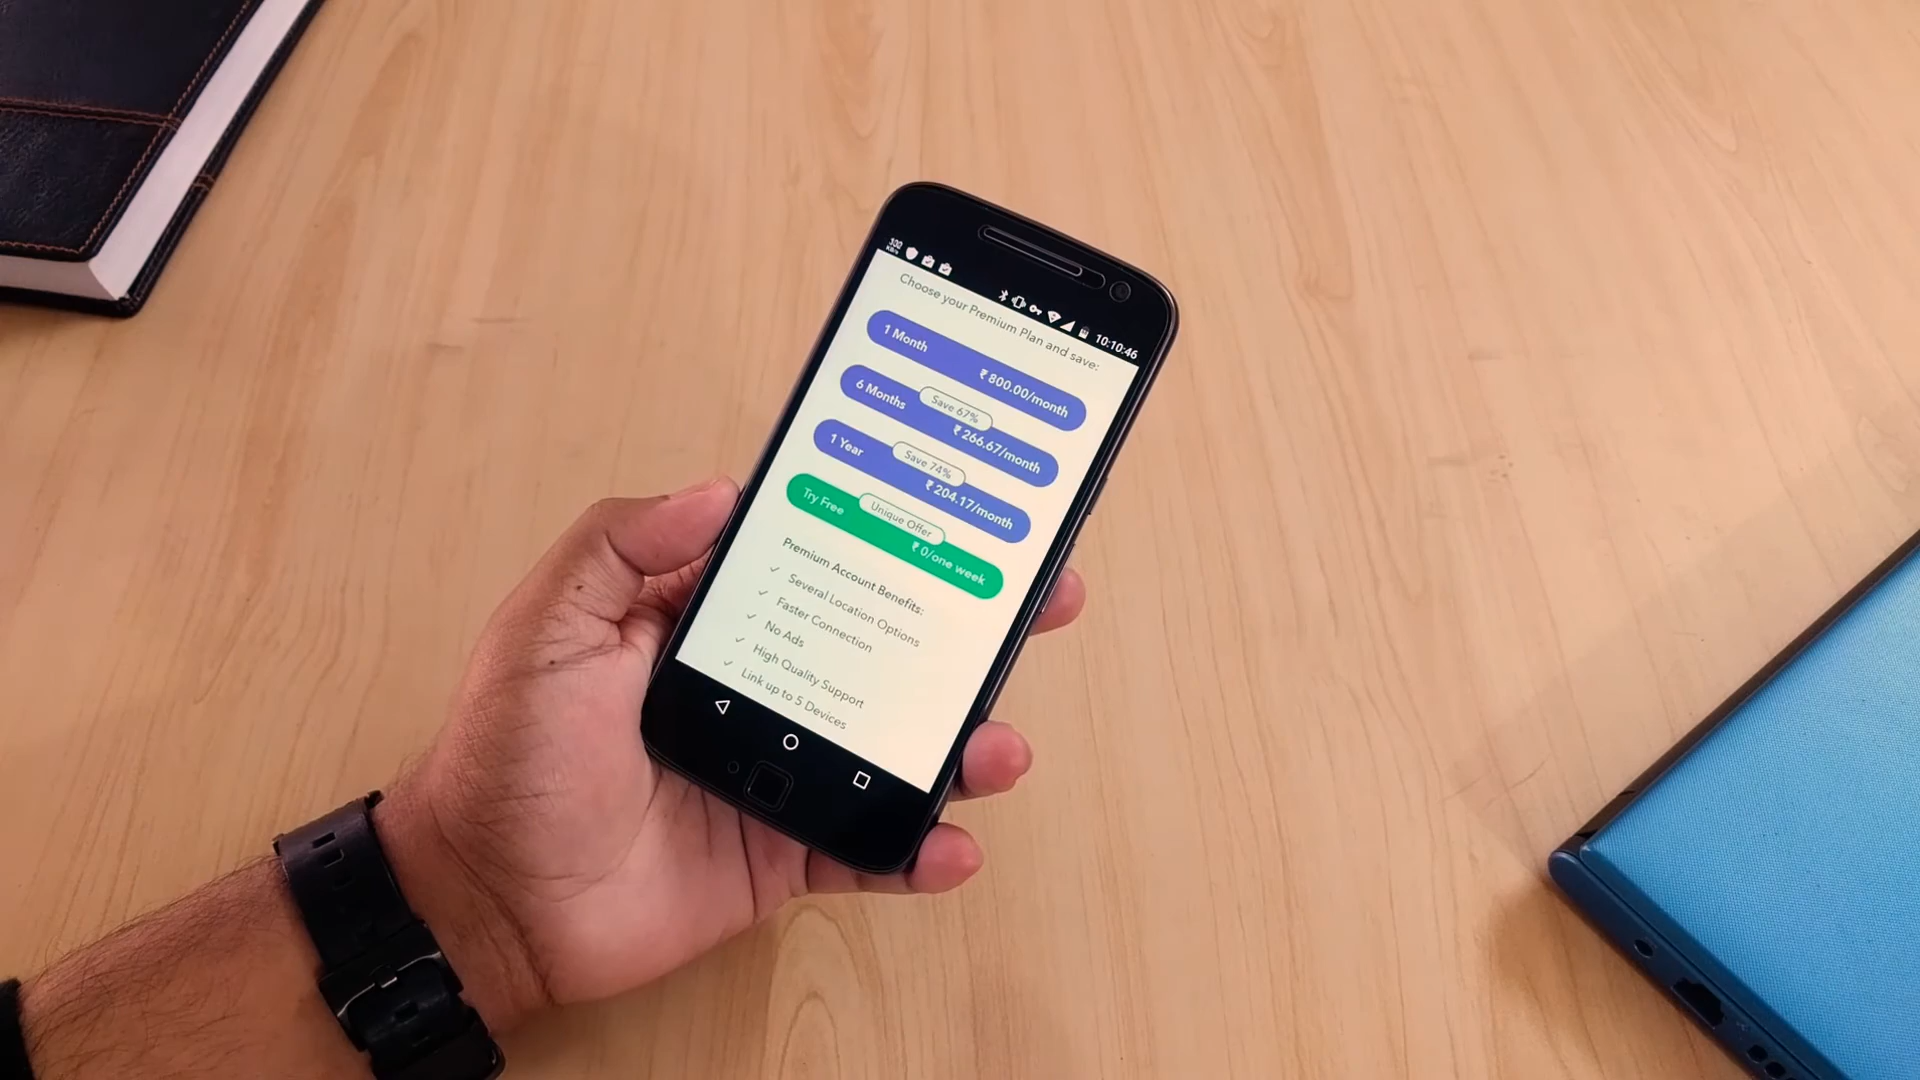 10:10:46
Choose your Premium Plan and save:
1 Month
₹ 800.00/month
Save 67%
6 Months
₹ 266.67/month
Save 74%
1 Year
₹ 204.17/month
Unique Offer
Try Free
₹ 0/one week
Premium Account Benefits:
✓ Several Location Options
✓ Faster Connection
✓ No Ads
✓ High Quality Support
✓ Link up to 5 Devices